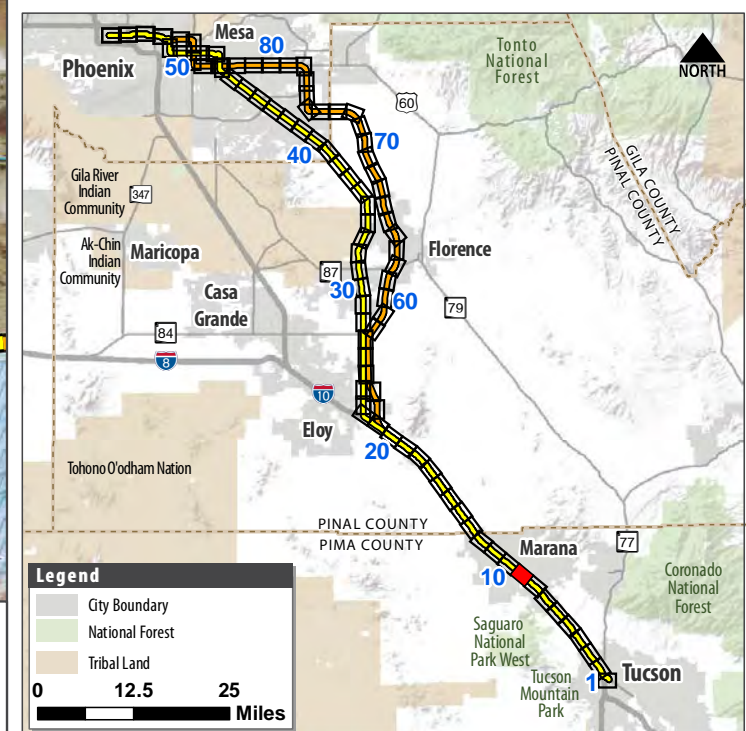 Mesa
80
Tonto
National
Forest
NORTH
Phoenix
50
60
70
40
GILA COUNTY
PINAL COUNTY
Gila River
Indian
Community
347
Ak-Chin
Indian
Community
Maricopa
Florence
87
Casa
Grande
30
60
79
84
8
10
Eloy
20
Tohono O'odham Nation
PINAL COUNTY
PIMA COUNTY
Marana
77
10
Coronado
National
Forest
Saguaro
National
Park West
Tucson
Mountain
Park
1
Tucson
Legend
City Boundary
National Forest
Tribal Land
0 12.5 25
Miles